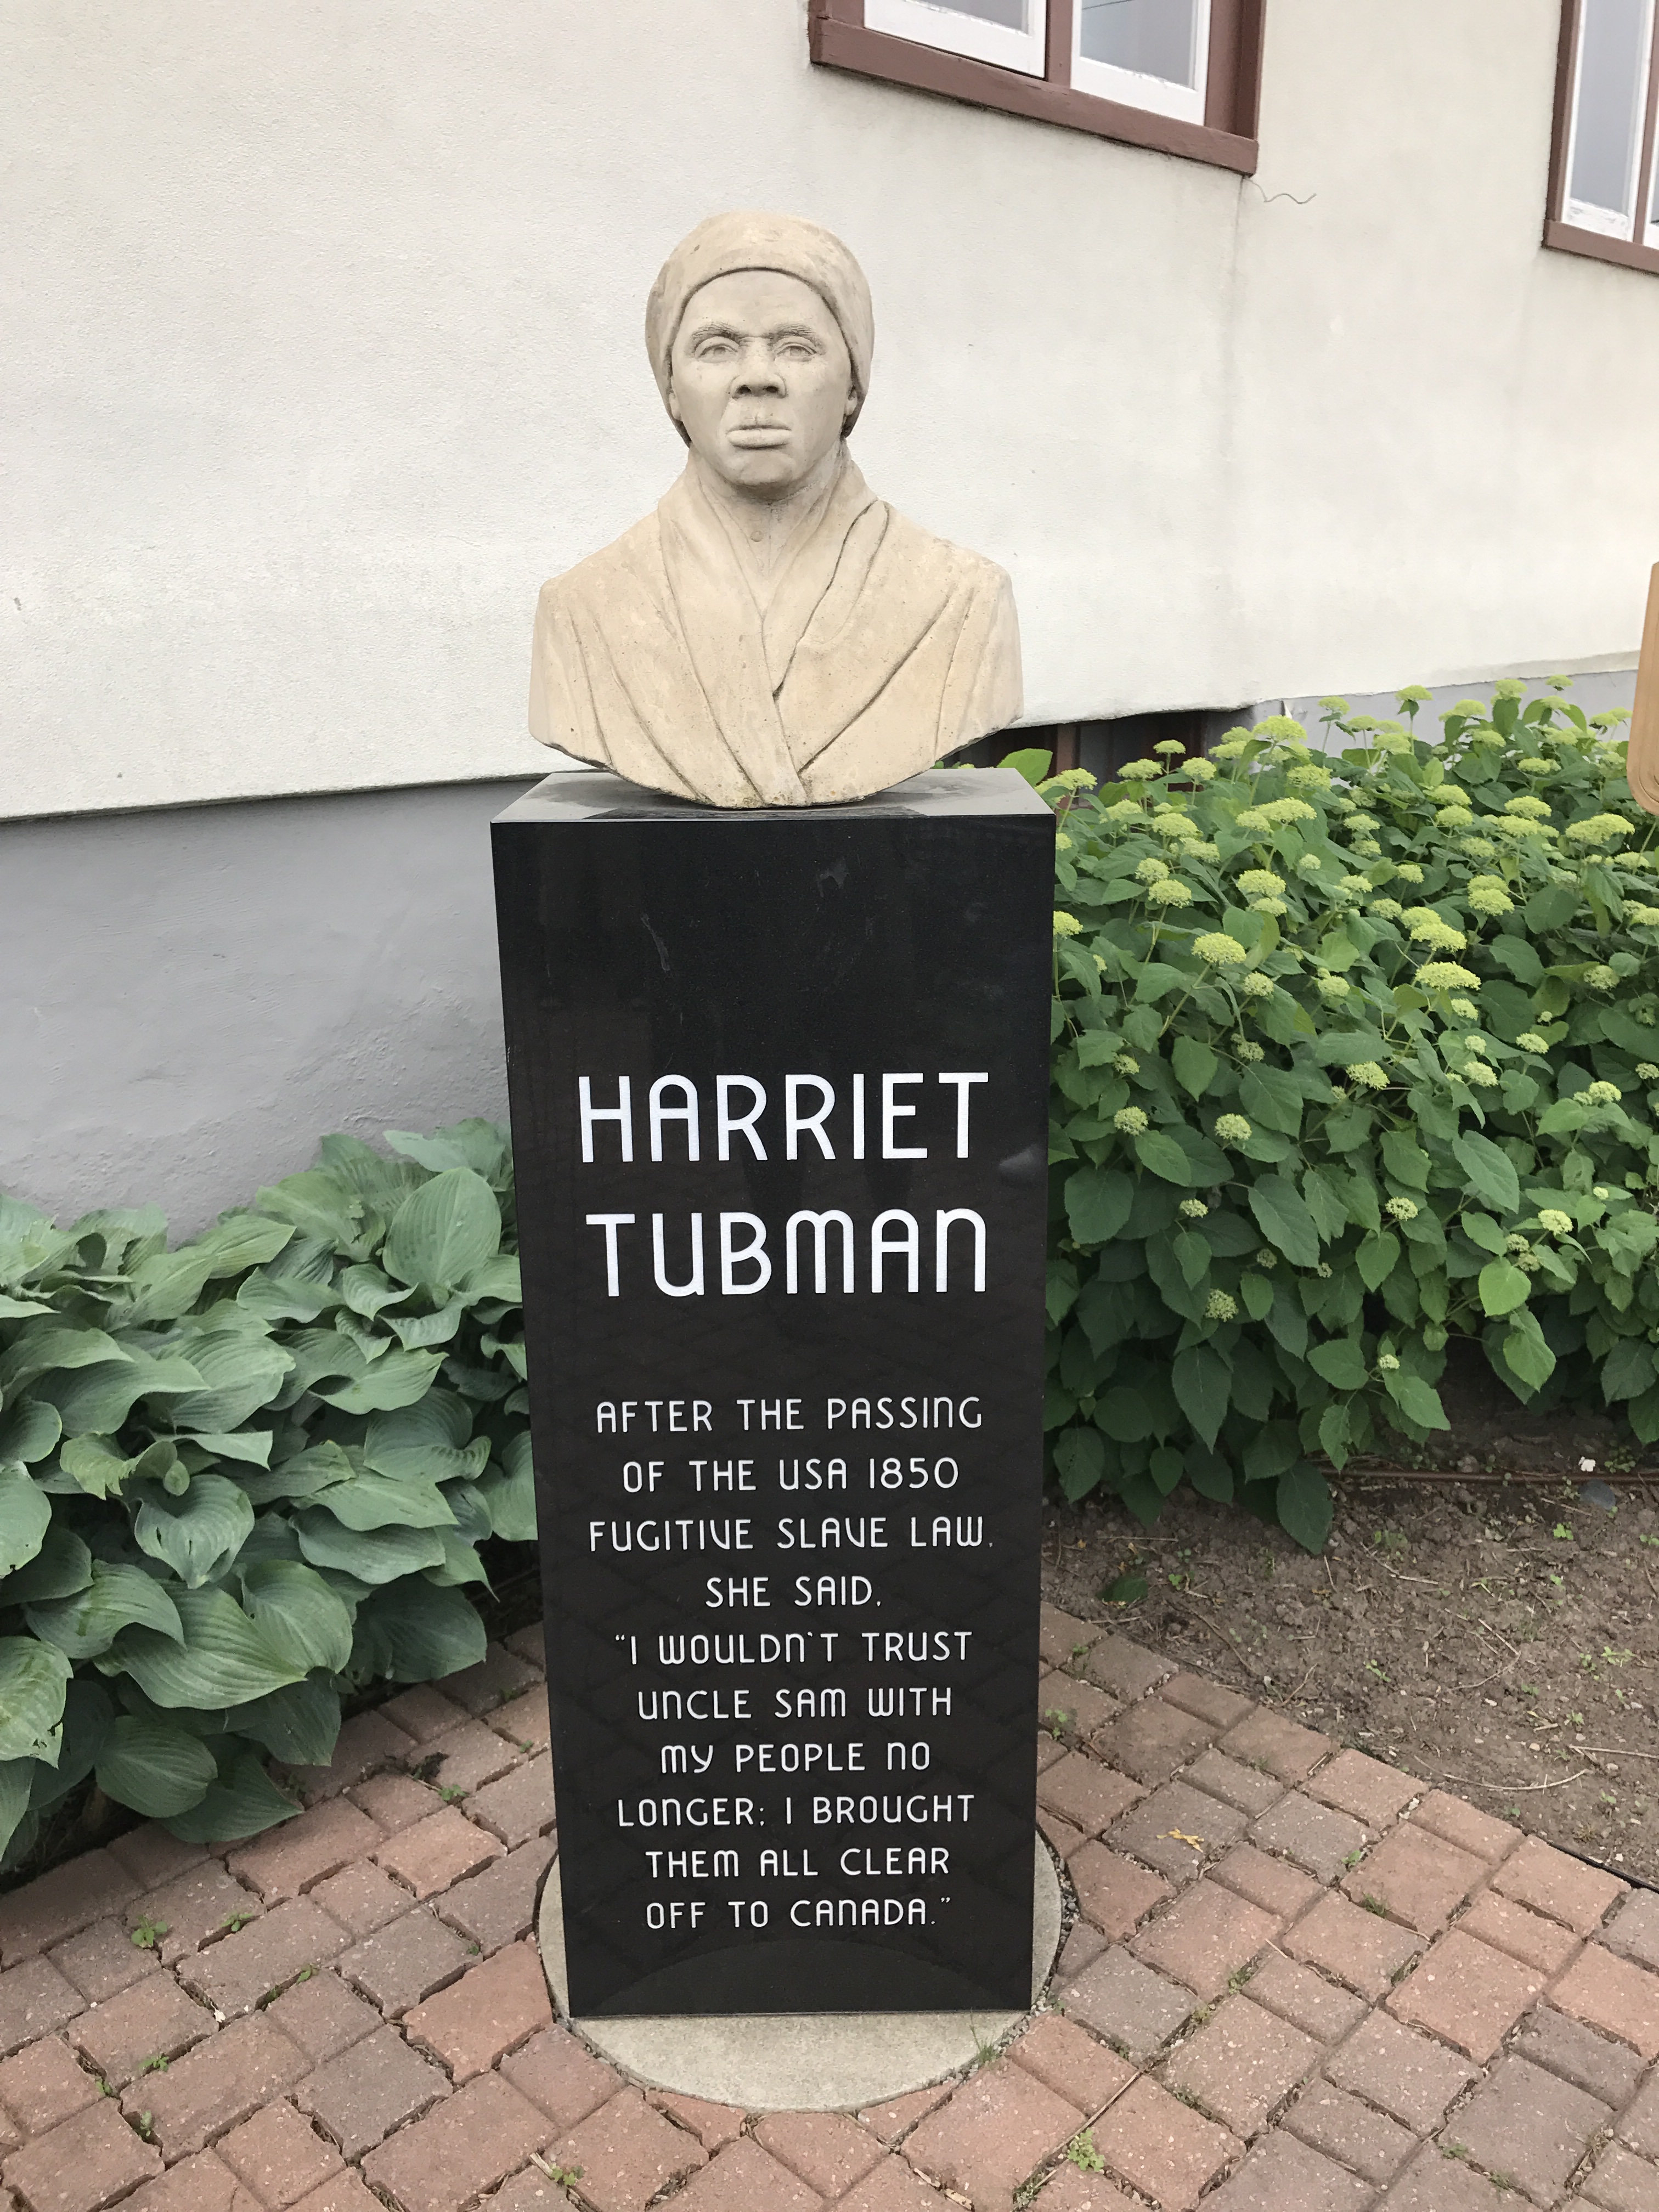 HARRIET
TUBMAN
AFTER THE PASSING
OF THE USA 1850
FUGITIVE SLAVE LAW,
SHE SAID,
“I WOULDN'T TRUST
UNCLE SAM WITH
MY PEOPLE NO
LONGER; I BROUGHT
THEM ALL CLEAR
OFF TO CANADA.”